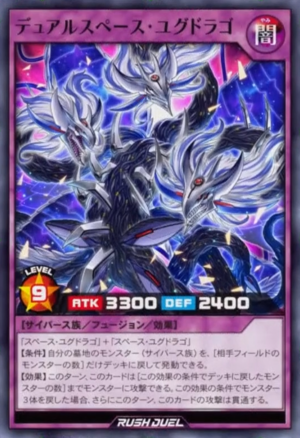 デュアルスペース・ユグドラゴ
闇
LEVEL
9
ATK 3300 DEF 2400
[サイバース族/フュージョン/効果]
「スペース・ユグドラゴ」+「スペース・ユグドラゴ」
【条件】自分の墓地のモンスター(サイバース族)を、[相手フィールドの
モンスターの数]だけデッキに戻して発動できる。
【効果】このターン、このカードは[この効果の条件でデッキに戻したモン
スターの数]までモンスターに攻撃できる。この効果の条件でモンスター
3体を戻した場合、さらにこのターン、このカードの攻撃は貫通する。
RUSH DUEL